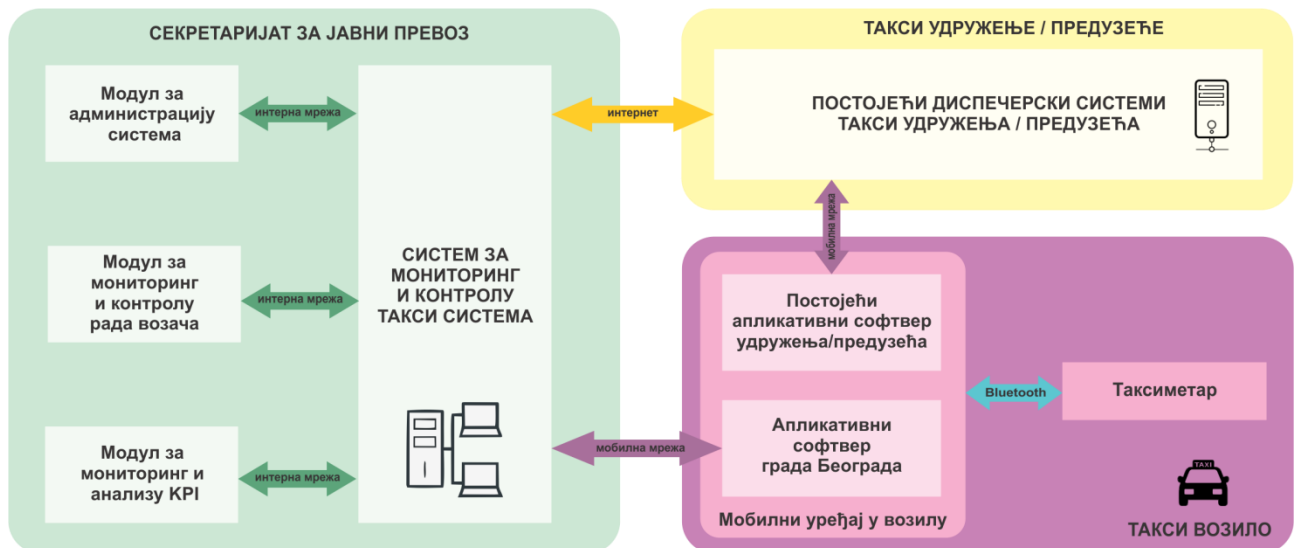 СЕКРЕТАРИЈАТ ЗА ЈАВНИ ПРЕВОЗ
Модул за
администрацију
система
интерна мрежа
Модул за
мониторинг
и контролу
рада возача
интерна мрежа
Модул за
мониторинг и
анализу KPI
интерна мрежа
СИСТЕМ ЗА
МОНИТОРИНГ
И КОНТРОЛУ
ТАКСИ СИСТЕМА
интернет
мобилна мрежа
ТАКСИ УДРУЖЕЊЕ / ПРЕДУЗЕЋЕ
ПОСТОЈЕЋИ ДИСПЕЧЕРСКИ СИСТЕМИ
ТАКСИ УДРУЖЕЊА / ПРЕДУЗЕЋА
мобилна мрежа
Постојећи
апликативни софтвер
удружења/предузећа
Апликативни
софтвер
града Београда
Мобилни уређај у возилу
Bluetooth
Таксиметар
TAXI
ТАКСИ ВОЗИЛО